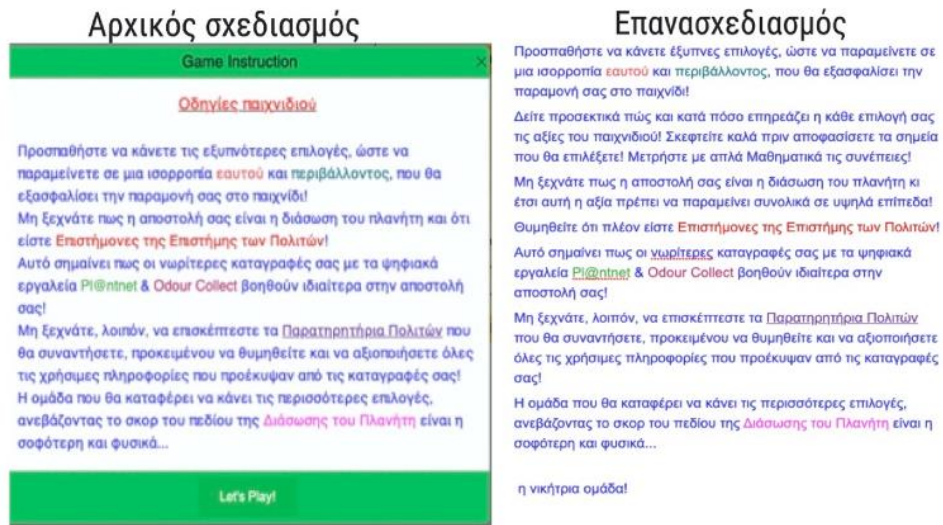 Αρχικός σχεδιασμός
Game Instruction ×
Οδηγίες παιχνιδιού
Προσπαθήστε να κάνετε τις εξυπνότερες επιλογές, ώστε να
παραμείνετε σε μια ισορροπία εαυτού και περιβάλλοντος, που θα
εξασφαλίσει την παραμονή σας στο παιχνίδι!
Μη ξεχνάτε πως η αποστολή σας είναι η διάσωση του πλανήτη και ότι
είστε Επιστήμονες της Επιστήμης των Πολιτών!
Αυτό σημαίνει πως οι νωρίτερες καταγραφές σας με τα ψηφιακά
εργαλεία Pl@ntnet & Odour Collect βοηθούν ιδιαίτερα στην αποστολή
σας!
Μη ξεχνάτε, λοιπόν, να επισκέπτεστε τα Παρατηρητήρια Πολιτών που
θα συναντήσετε, προκειμένου να θυμηθείτε και να αξιοποιήσετε όλες
τις χρήσιμες πληροφορίες που προέκυψαν από τις καταγραφές σας!
Η ομάδα που θα καταφέρει να κάνει τις περισσότερες επιλογές,
ανεβάζοντας το σκορ του πεδίου της Διάσωσης του Πλανήτη είναι η
σοφότερη και φυσικά...
Let's Play!
Επανασχεδιασμός
Προσπαθήστε να κάνετε έξυπνες επιλογές, ώστε να παραμείνετε σε
μια ισορροπία εαυτού και περιβάλλοντος, που θα εξασφαλίσει την
παραμονή σας στο παιχνίδι!
Δείτε προσεκτικά πώς και κατά πόσο επηρεάζει η κάθε επιλογή σας
τις αξίες του παιχνιδιού! Σκεφτείτε καλά πριν αποφασίσετε τα σημεία
που θα επιλέξετε! Μετρήστε με απλά Μαθηματικά τις συνέπειες!
Μη ξεχνάτε πως η αποστολή σας είναι η διάσωση του πλανήτη κι
έτσι αυτή η αξία πρέπει να παραμείνει συνολικά σε υψηλά επίπεδα!
Θυμηθείτε ότι πλέον είστε Επιστήμονες της Επιστήμης των Πολιτών!
Αυτό σημαίνει πως οι νωρίτερες καταγραφές σας με τα ψηφιακά
εργαλεία Pl@ntnet & Odour Collect βοηθούν ιδιαίτερα στην
αποστολή σας!
Μη ξεχνάτε, λοιπόν, να επισκέπτεστε τα Παρατηρητήρια Πολιτών
που θα συναντήσετε, προκειμένου να θυμηθείτε και να αξιοποιήσετε
όλες τις χρήσιμες πληροφορίες που προέκυψαν από τις καταγραφές
σας!
Η ομάδα που θα καταφέρει να κάνει τις περισσότερες επιλογές,
ανεβάζοντας το σκορ του πεδίου της Διάσωσης του Πλανήτη είναι η
σοφότερη και φυσικά...
η νικήτρια ομάδα!